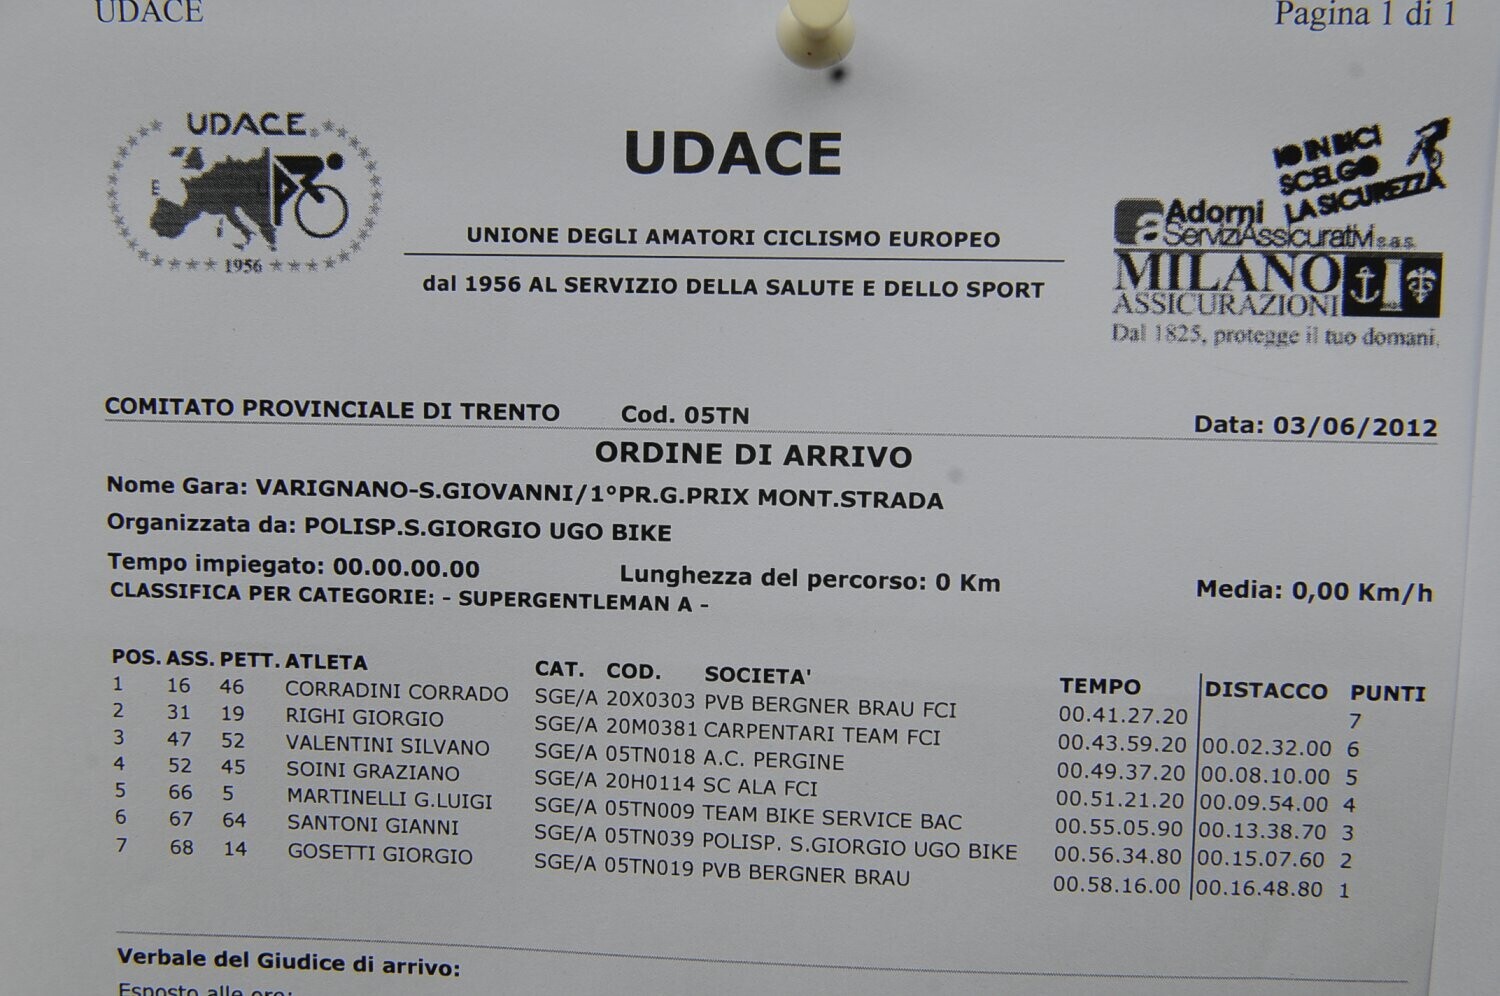 UDACE Pagina 1 di 1
UDACE
E U
P
1956
UDACE
UNIONE DEGLI AMATORI CICLISMO EUROPEO
dal 1956 AL SERVIZIO DELLA SALUTE E DELLO SPORT
IO IN BICI
SCELGO
LA SICUREZZA
a Adorni
ServiziAssicurativi s.a.s.
MILANO
ASSICURAZIONI
Dal 1825, protegge il tuo domani.
COMITATO PROVINCIALE DI TRENTO Cod. 05TN Data: 03/06/2012
ORDINE DI ARRIVO
Nome Gara: VARIGNANO-S.GIOVANNI/1°PR.G.PRIX MONT.STRADA
Organizzata da: POLISP.S.GIORGIO UGO BIKE
Tempo impiegato: 00.00.00.00 Lunghezza del percorso: 0 Km Media: 0,00 Km/h
CLASSIFICA PER CATEGORIE: - SUPERGENTLEMAN A -
POS. ASS. PETT. ATLETA CAT. COD. SOCIETA' TEMPO DISTACCO PUNTI
1 16 46 CORRADINI CORRADO SGE/A 20X0303 PVB BERGNER BRAU FCI 00.41.27.20 7
2 31 19 RIGHI GIORGIO SGE/A 20M0381 CARPENTARI TEAM FCI 00.43.59.20 00.02.32.00 6
3 47 52 VALENTINI SILVANO SGE/A 05TN018 A.C. PERGINE 00.49.37.20 00.08.10.00 5
4 52 45 SOINI GRAZIANO SGE/A 20H0114 SC ALA FCI 00.51.21.20 00.09.54.00 4
5 66 5 MARTINELLI G.LUIGI SGE/A 05TN009 TEAM BIKE SERVICE BAC 00.55.05.90 00.13.38.70 3
6 67 64 SANTONI GIANNI SGE/A 05TN039 POLISP. S.GIORGIO UGO BIKE 00.56.34.80 00.15.07.60 2
7 68 14 GOSETTI GIORGIO SGE/A 05TN019 PVB BERGNER BRAU 00.58.16.00 00.16.48.80 1
Verbale del Giudice di arrivo:
Esposto alle ore: